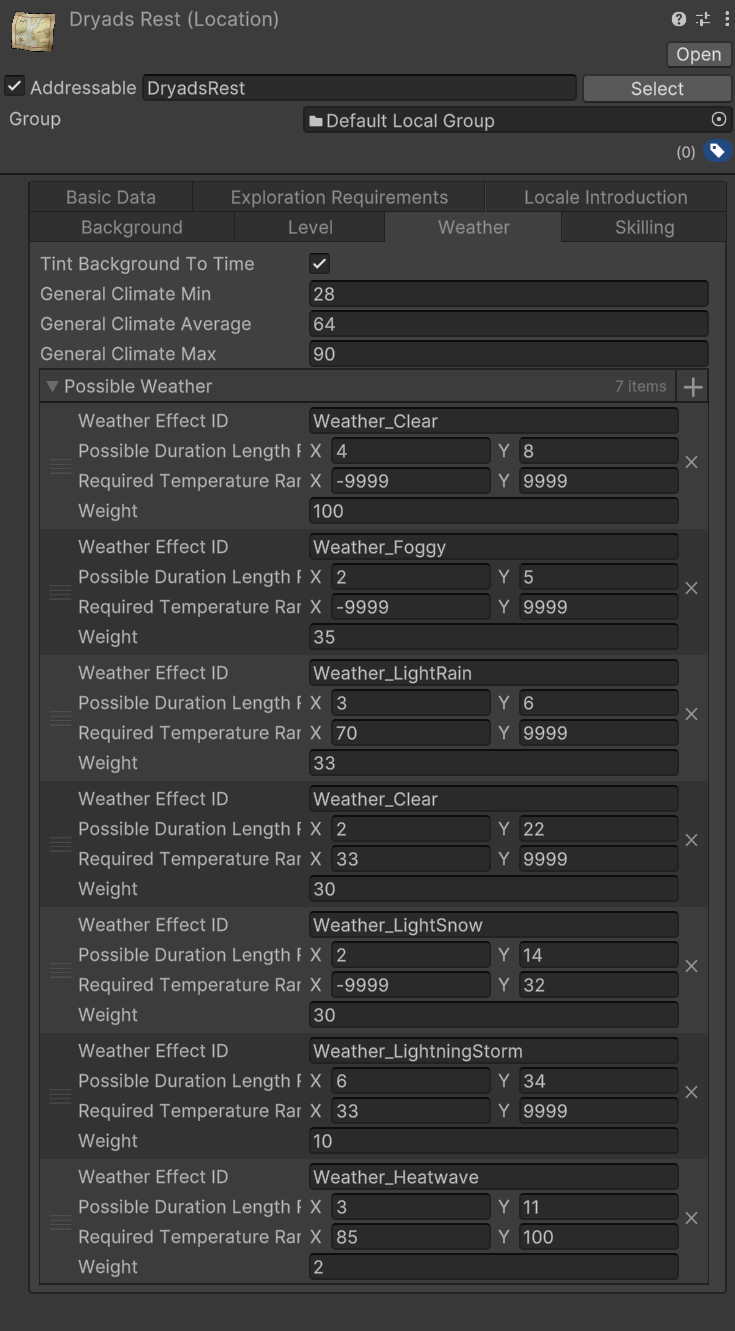 Dryads Rest (Location)
Open
Addressable DryadsRest Select
Group Default Local Group
(0)
Basic Data Exploration Requirements Locale Introduction
Background Level Weather Skilling
Tint Background To Time
General Climate Min 28
General Climate Average 64
General Climate Max 90
Possible Weather 7 items
Weather Effect ID Weather_Clear
Possible Duration Length F X 4 Y 8
Required Temperature Rar X -9999 Y 9999
Weight 100
Weather Effect ID Weather_Foggy
Possible Duration Length F X 2 Y 5
Required Temperature Rar X -9999 Y 9999
Weight 35
Weather Effect ID Weather_LightRain
Possible Duration Length F X 3 Y 6
Required Temperature Rar X 70 Y 9999
Weight 33
Weather Effect ID Weather_Clear
Possible Duration Length F X 2 Y 22
Required Temperature Rar X 33 Y 9999
Weight 30
Weather Effect ID Weather_LightSnow
Possible Duration Length F X 2 Y 14
Required Temperature Rar X -9999 Y 32
Weight 30
Weather Effect ID Weather_LightningStorm
Possible Duration Length F X 6 Y 34
Required Temperature Rar X 33 Y 9999
Weight 10
Weather Effect ID Weather_Heatwave
Possible Duration Length F X 3 Y 11
Required Temperature Rar X 85 Y 100
Weight 2